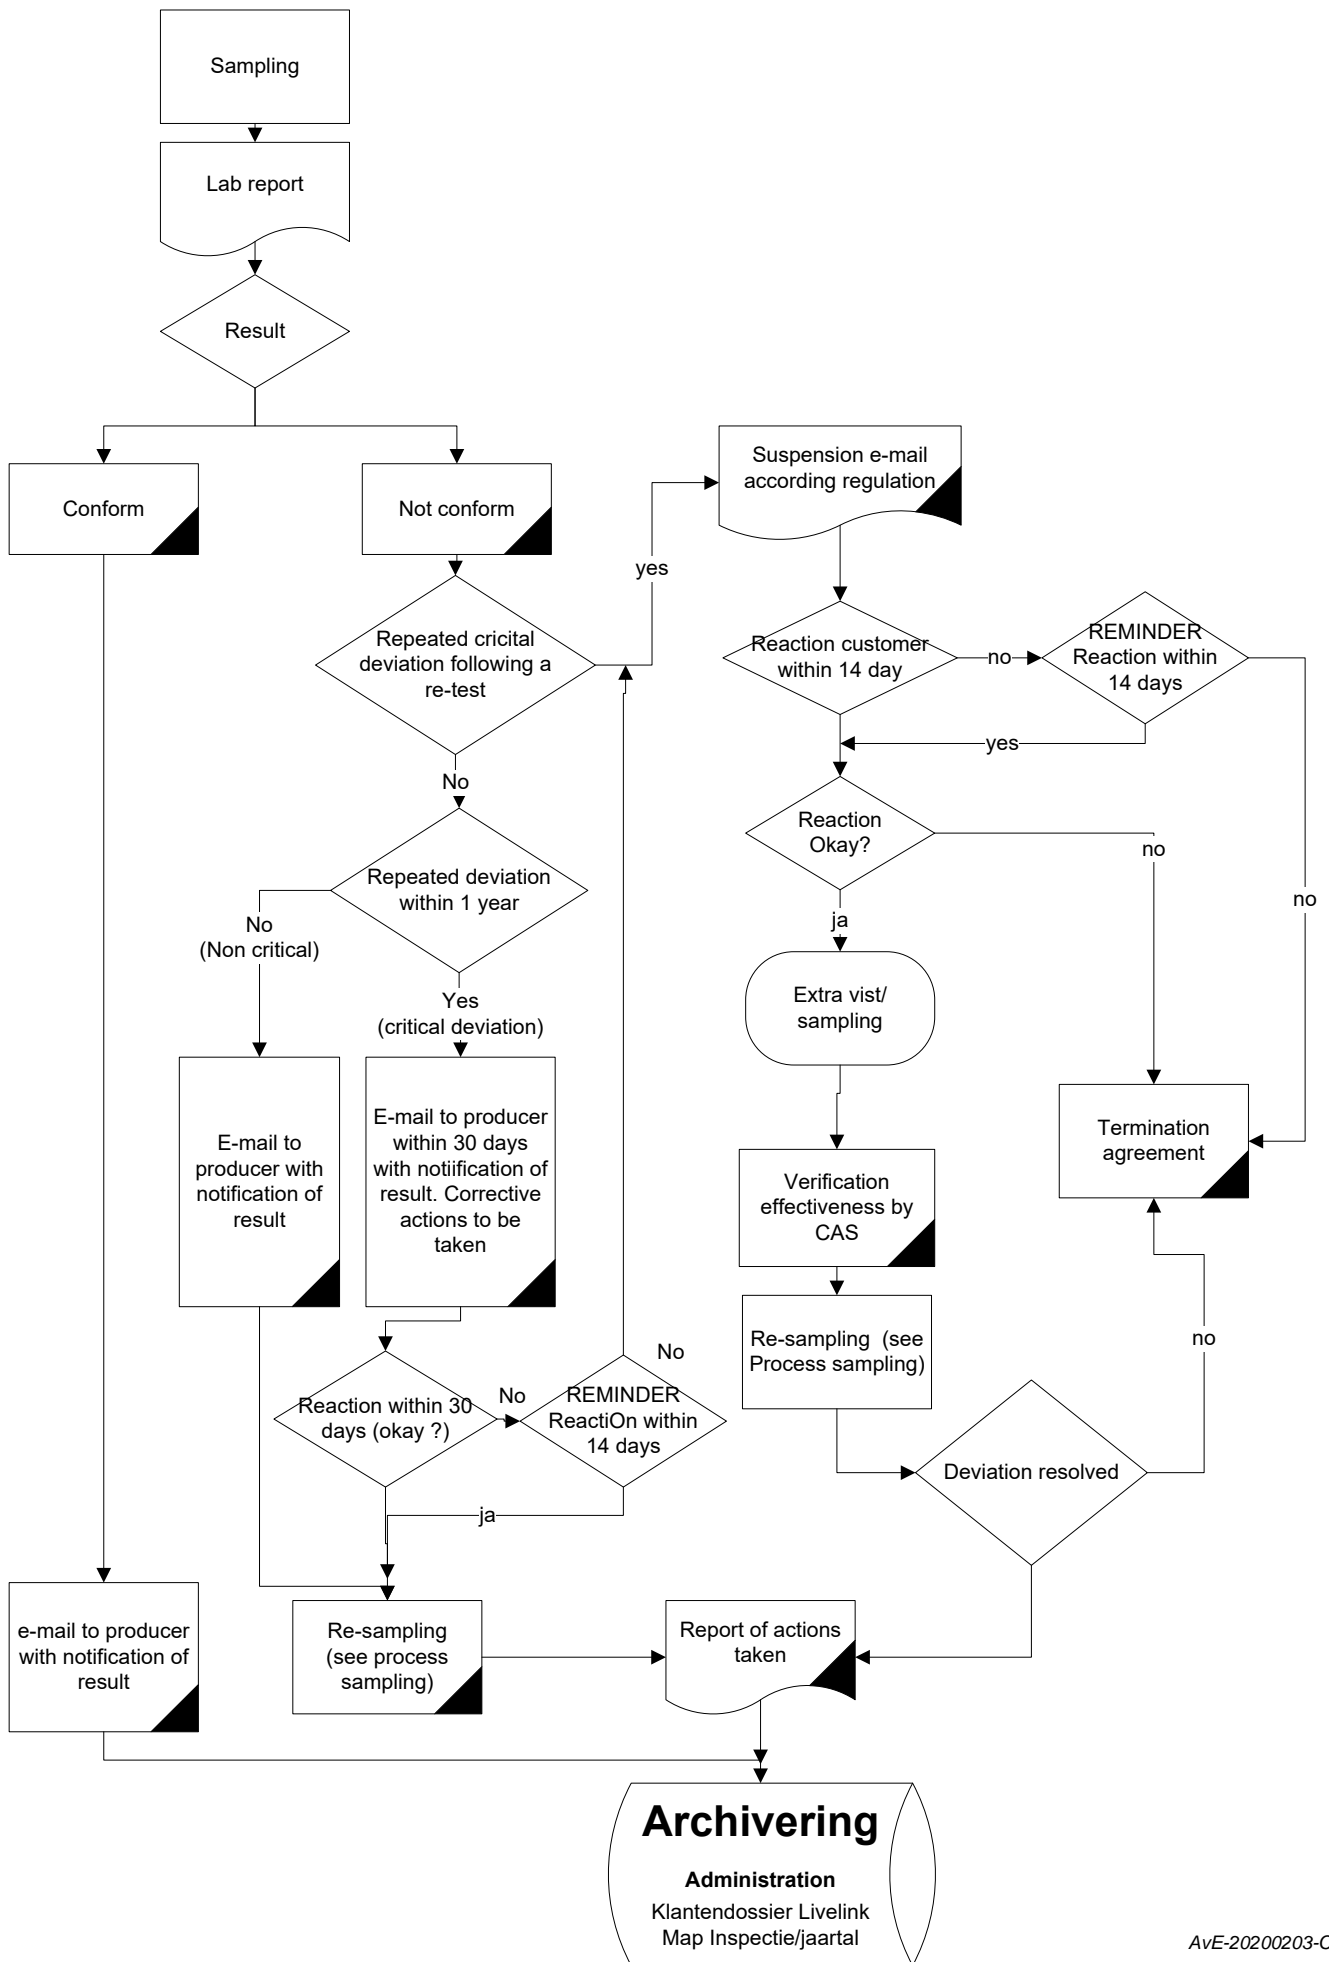 Sampling
Lab report
Result
Conform
Not conform
Suspension e-mail
according regulation
yes
Repeated cricital
deviation following a
re-test
Reaction customer
within 14 day
no
REMINDER
Reaction within
14 days
yes
No
Reaction
Okay?
no
Repeated deviation
within 1 year
no
No
(Non critical)
ja
Yes
(critical deviation)
Extra vist/
sampling
E-mail to
producer with
notification of
result
E-mail to producer
within 30 days
with notiification of
result. Corrective
actions to be
taken
Termination
agreement
Verification
effectiveness by
CAS
Re-sampling (see
Process sampling)
no
No
Reaction within 30
days (okay ?)
No
REMINDER
ReactiOn within
14 days
Deviation resolved
ja
e-mail to producer
with notification of
result
Re-sampling
(see process
sampling)
Report of actions
taken
Archivering
Administration
Klantendossier Livelink
Map Inspectie/jaartal
AvE-20200203-C